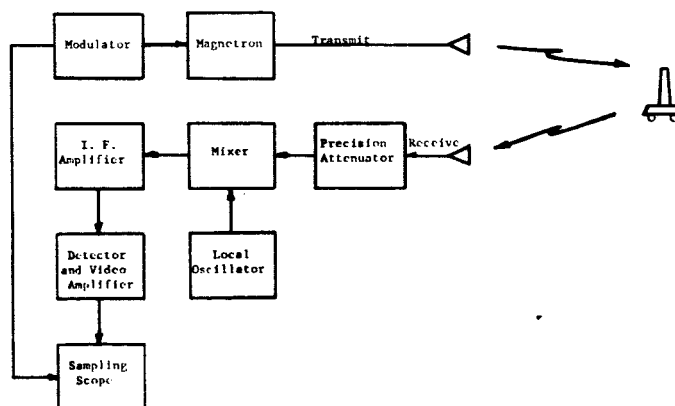 Modulator
Magnetron
Transmit
I. F.
Amplifier
Mixer
Precision
Attenuator
Receive
Detector
and Video
Amplifier
Local
Oscillator
Sampling
Scope